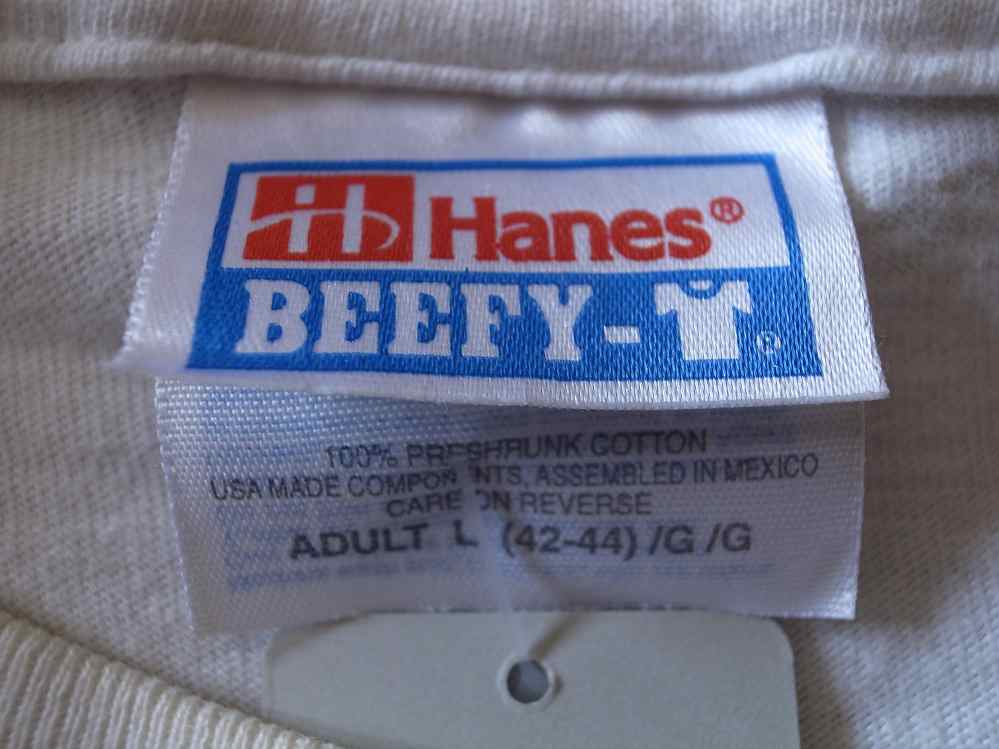 Hanes®
BEEFY-T®
100% PRESHRUNK COTTON
USA MADE COMPONENTS, ASSEMBLED IN MEXICO
CARE ON REVERSE
ADULT L (42-44) /G /G